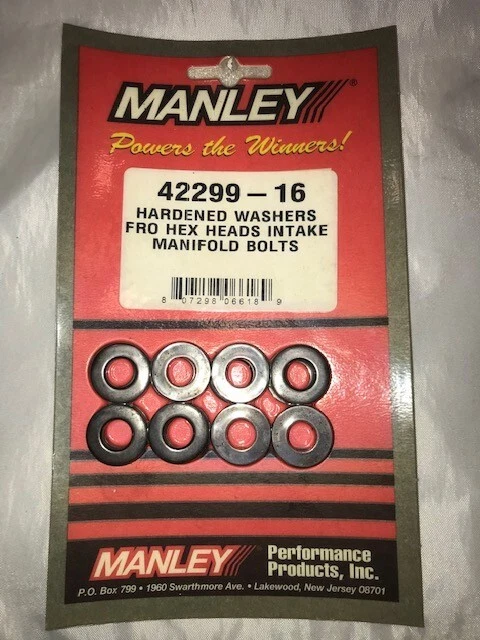 MANLEY®
Powers the Winners!
42299-16
HARDENED WASHERS
FRO HEX HEADS INTAKE
MANIFOLD BOLTS
8 07298 06618 9
MANLEY Performance
Products, Inc.
P.O. Box 799 • 1960 Swarthmore Ave. • Lakewood, New Jersey 08701